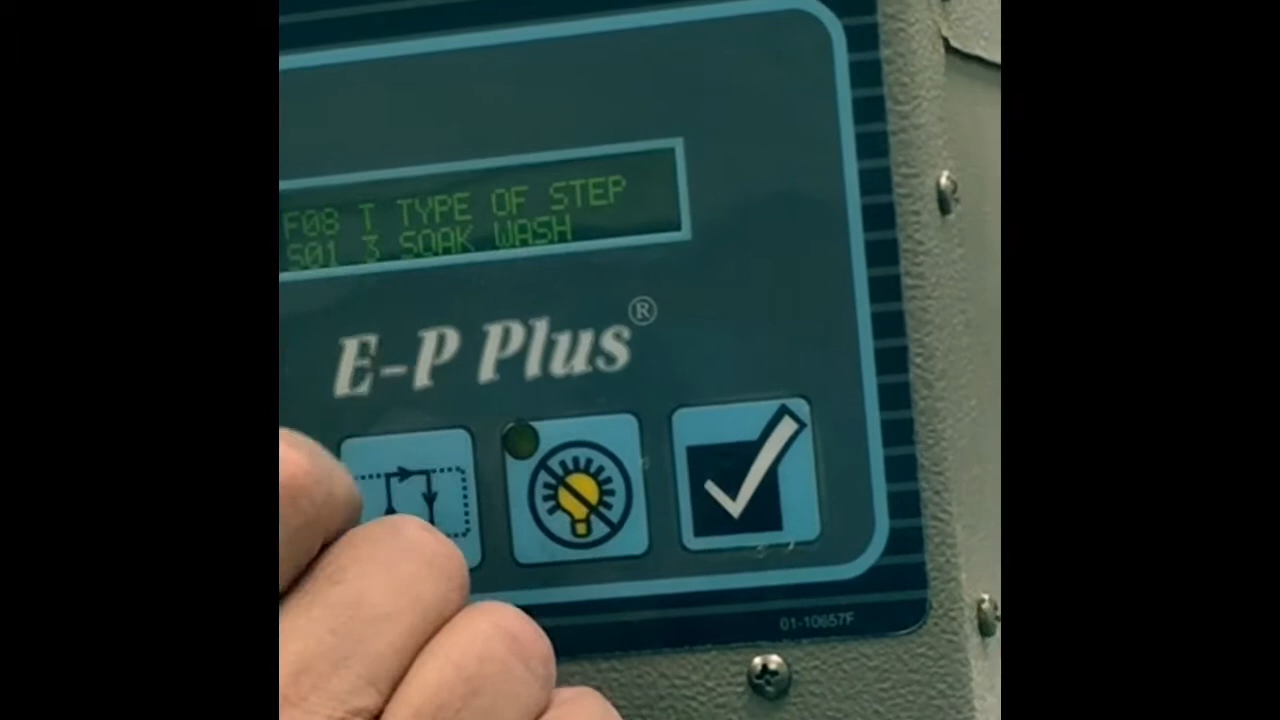 F08 T TYPE OF STEP
S01 3 SOAK WASH
E-P Plus®
01-10657F